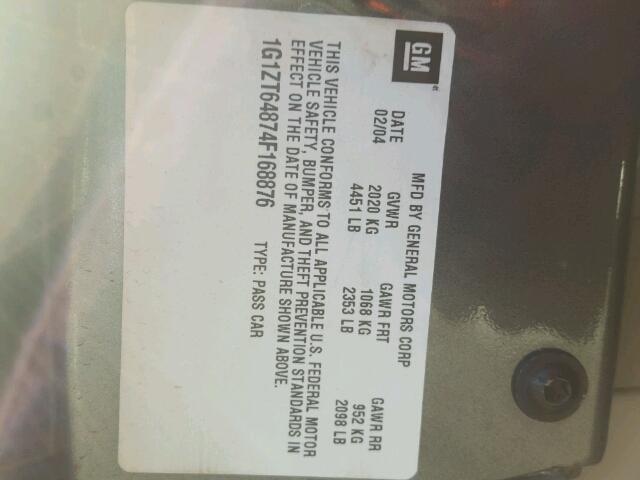 GM
MFD BY GENERAL MOTORS CORP
DATE GVWR GAWR FRT GAWR RR
02/04 2020 KG 1068 KG 952 KG
4451 LB 2353 LB 2098 LB
THIS VEHICLE CONFORMS TO ALL APPLICABLE U.S. FEDERAL MOTOR
VEHICLE SAFETY, BUMPER, AND THEFT PREVENTION STANDARDS IN
EFFECT ON THE DATE OF MANUFACTURE SHOWN ABOVE.
1G1ZT64874F168876 TYPE: PASS CAR